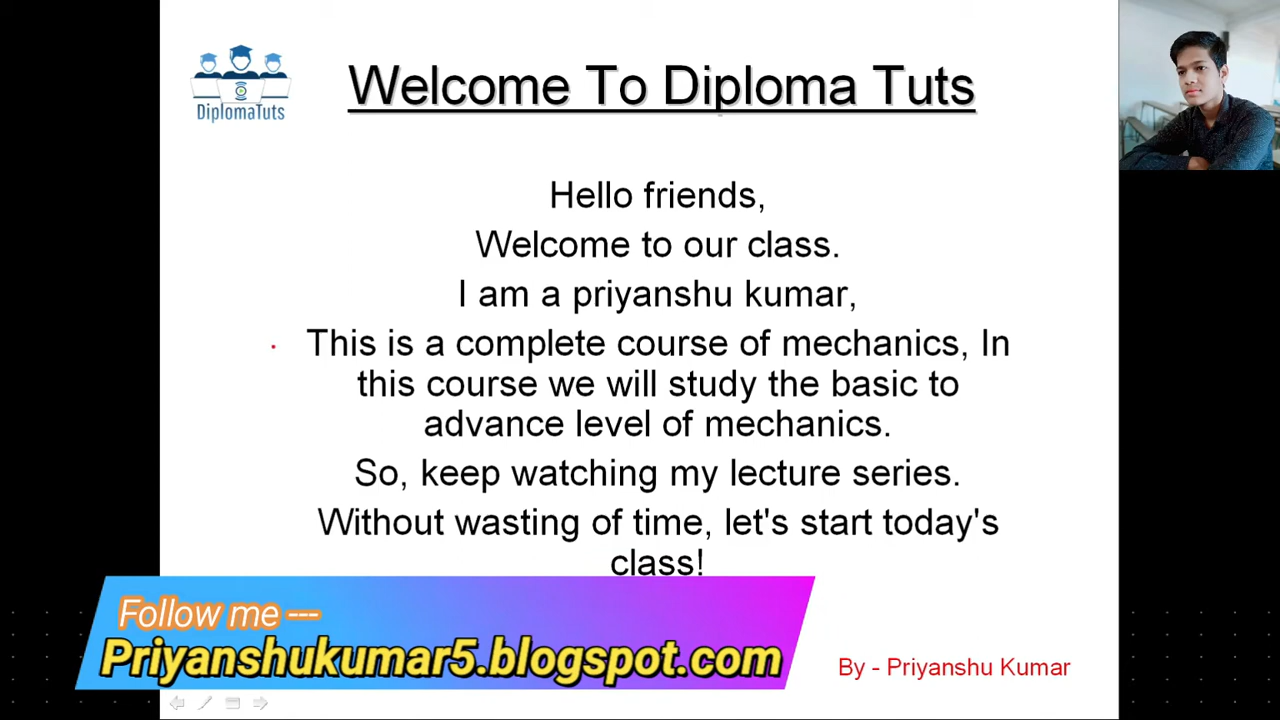 DiplomaTuts
Welcome To Diploma Tuts
Hello friends,
Welcome to our class.
I am a priyanshu kumar,
This is a complete course of mechanics, In
this course we will study the basic to
advance level of mechanics.
So, keep watching my lecture series.
Without wasting of time, let's start today's
class!
Follow me ---
Priyanshukumar5.blogspot.com
By - Priyanshu Kumar